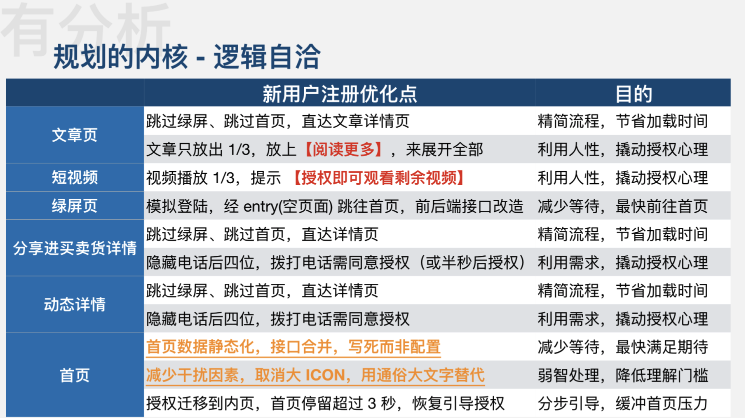 有分析
规划的内核 - 逻辑自洽
新用户注册优化点 目的
文章页 跳过绿屏、跳过首页，直达文章详情页 精简流程，节省加载时间
文章只放出 1/3，放上【阅读更多】，来展开全部 利用人性，撬动授权心理
短视频 视频播放 1/3，提示 【授权即可观看剩余视频】 利用人性，撬动授权心理
绿屏页 模拟登陆，经 entry(空页面) 跳往首页，前后端接口改造 减少等待，最快前往首页
分享进买卖货详情 跳过绿屏、跳过首页，直达详情页 精简流程，节省加载时间
隐藏电话后四位，拨打电话需同意授权（或半秒后授权） 利用需求，撬动授权心理
动态详情 跳过绿屏、跳过首页，直达详情页 精简流程，节省加载时间
隐藏电话后四位，拨打电话需同意授权 利用需求，撬动授权心理
首页 首页数据静态化，接口合并，写死而非配置 减少等待，最快满足期待
减少干扰因素，取消大 ICON，用通俗大文字替代 弱智处理，降低理解门槛
授权迁移到内页，首页停留超过 3 秒，恢复引导授权 分步引导，缓冲首页压力